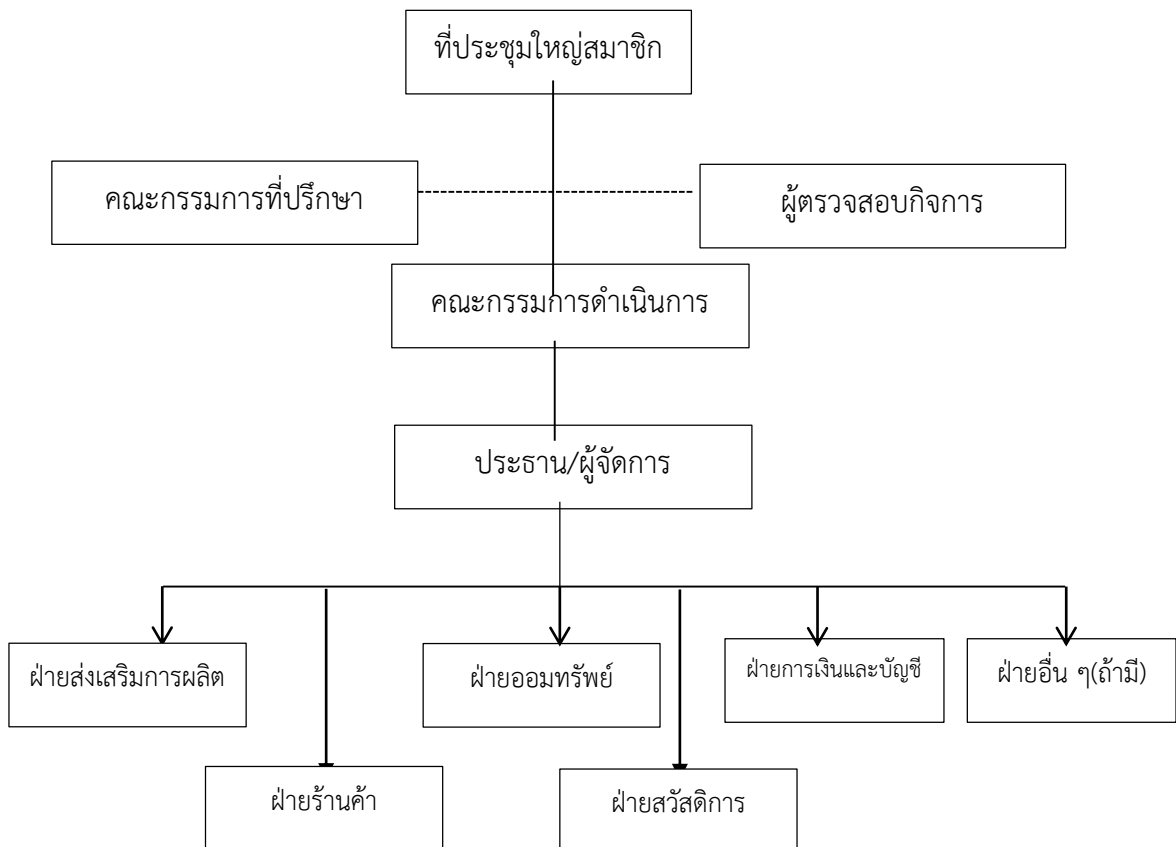 ที่ประชุมใหญ่สมาชิก
คณะกรรมการที่ปรึกษา
ผู้ตรวจสอบกิจการ
คณะกรรมการดำเนินการ
ประธาน/ผู้จัดการ
ฝ่ายส่งเสริมการผลิต
ฝ่ายออมทรัพย์
ฝ่ายการเงินและบัญชี
ฝ่ายอื่น ๆ(ถ้ามี)
ฝ่ายร้านค้า
ฝ่ายสวัสดิการ